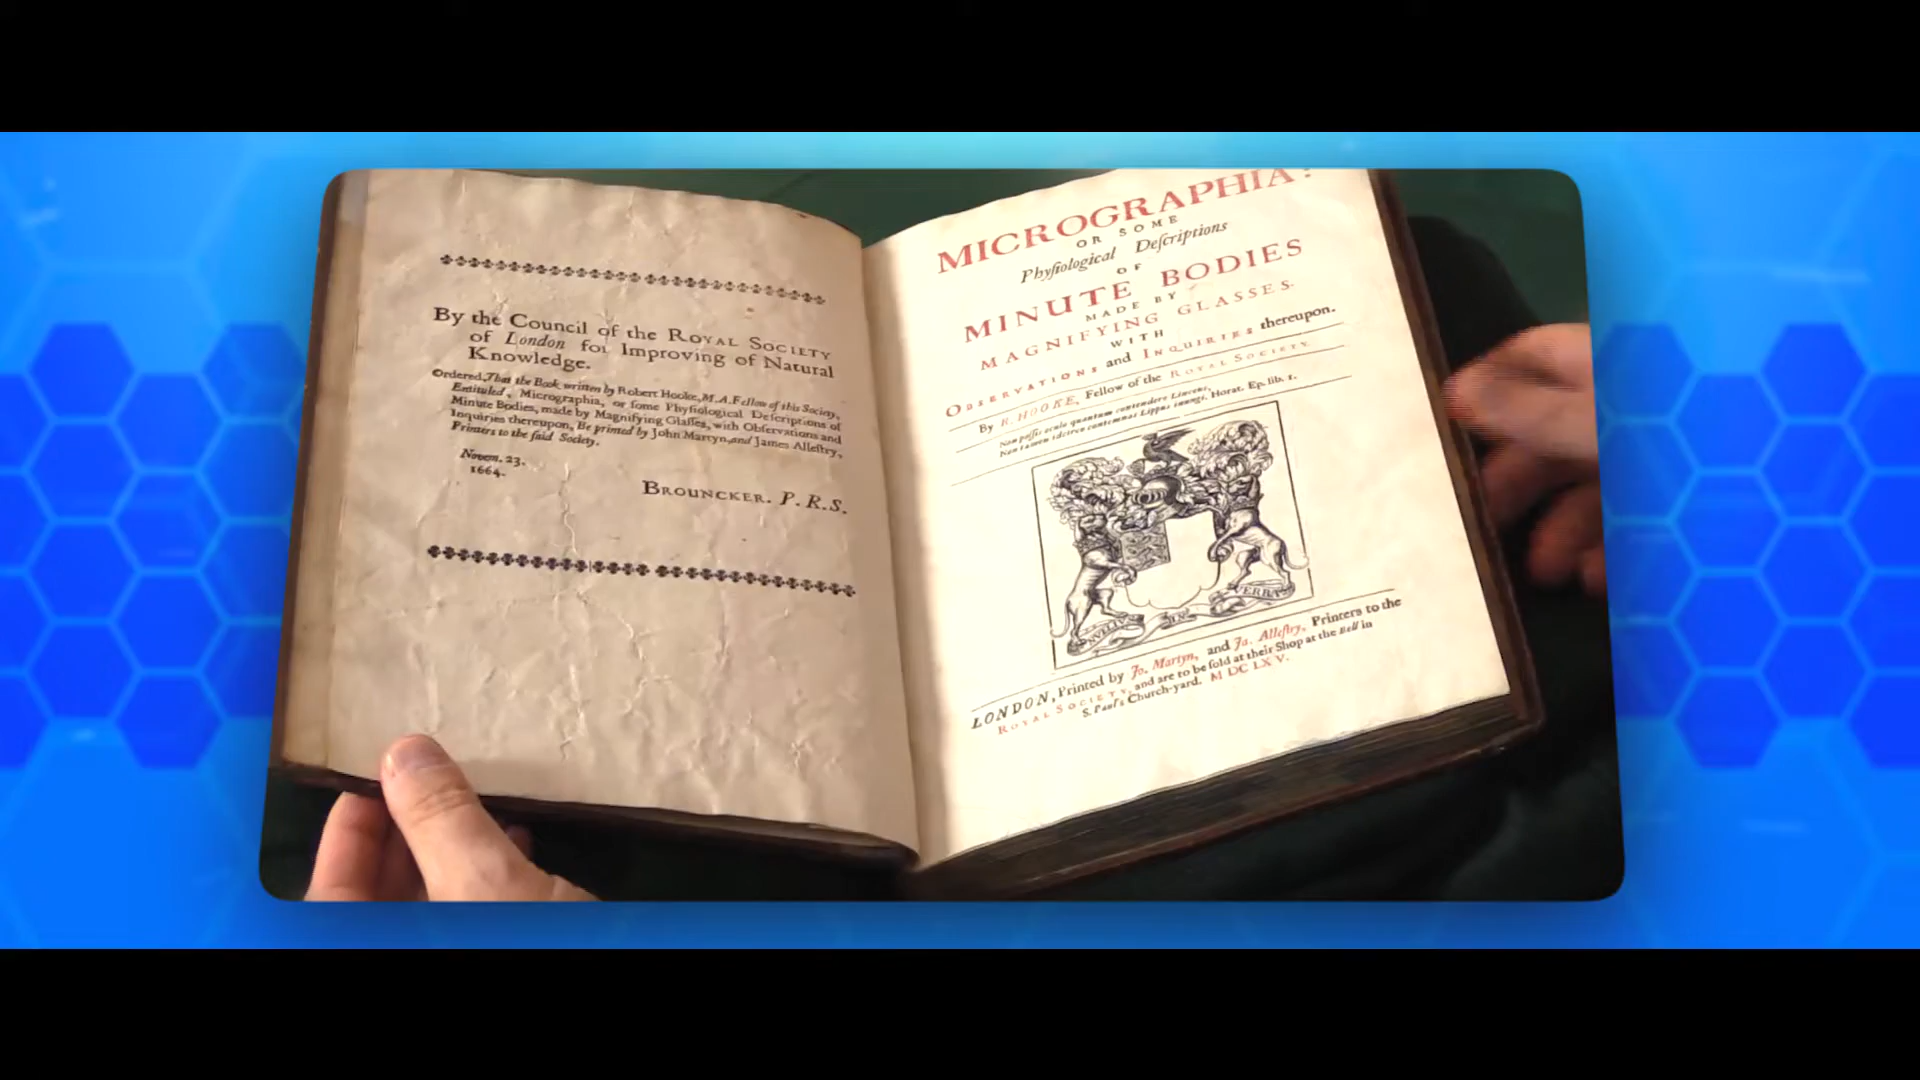 By the Council of the ROYAL SOCIETY
of London for Improving of Natural
Knowledge.
Ordered, That the Book written by Robert Hooke, M.A. Fellow of this Society,
Entituled, Micrographia, or ſome Phyſiological Deſcriptions of
Minute Bodies, made by Magnifying Glaſſes, with Obſervations and
Inquiries thereupon, Be printed by John Martyn, and James Alleſtry,
Printers to the ſaid Society.
Novem. 23.
1664.
BROUNCKER. P. R. S.
MICROGRAPHIA:
OR SOME
Phyſiological Deſcriptions
OF
MINUTE BODIES
MADE BY
MAGNIFYING GLASSES.
WITH
OBSERVATIONS and INQUIRIES thereupon.
By R. HOOKE, Fellow of the ROYAL SOCIETY.
Non poſſis oculo quantum contendere Linceus,
Non tamen idcirco contemnas Lippus inungi. Horat. Ep. lib. 1.
NULLIUS IN VERBA
LONDON, Printed by Jo. Martyn, and Ja. Alleſtry, Printers to the
ROYAL SOCIETY, and are to be ſold at their Shop at the Bell in
S. Paul's Church-yard. M DC LX V.